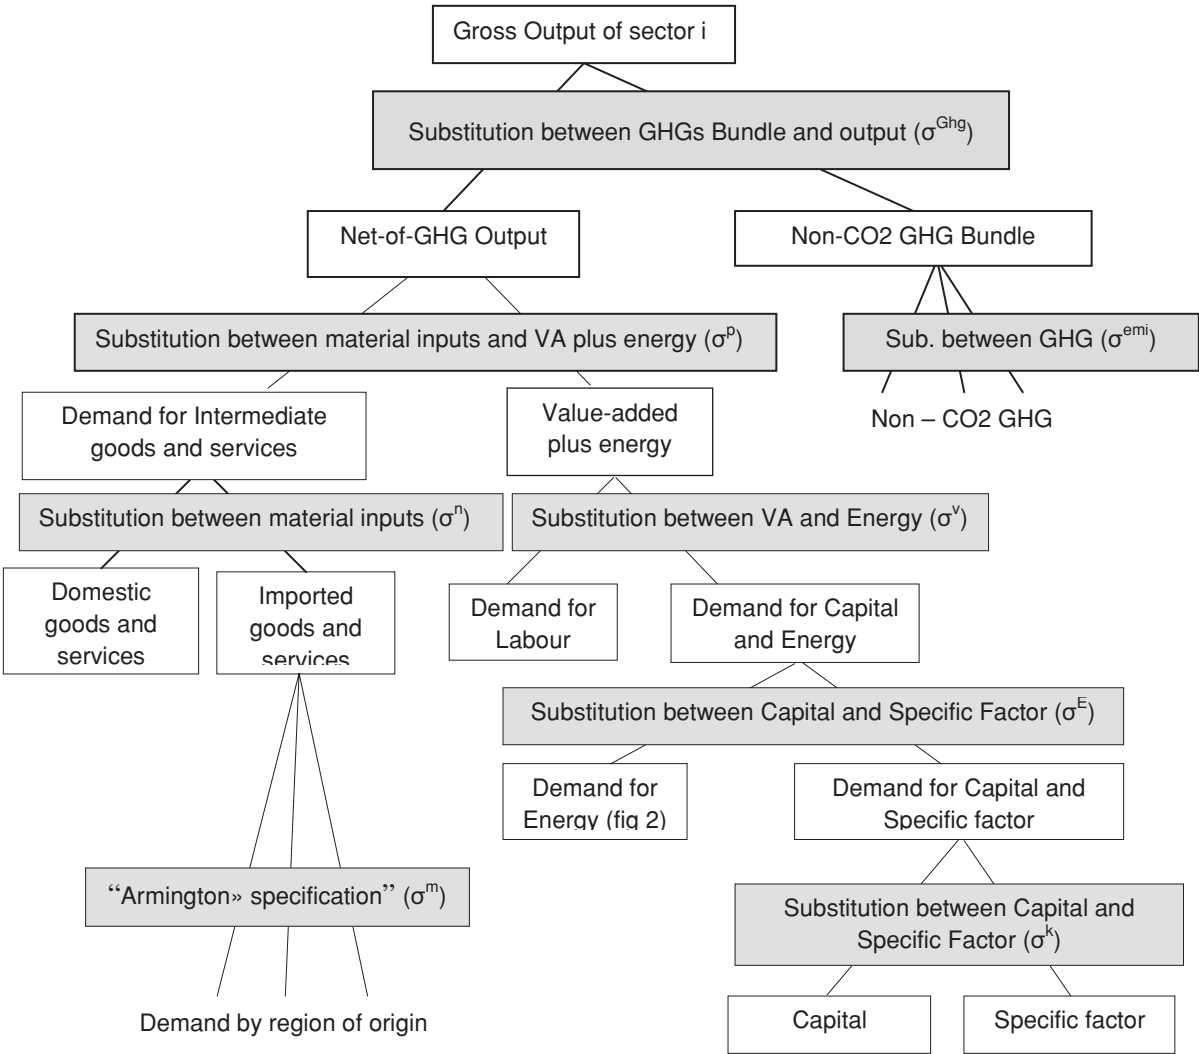 Gross Output of sector i
Substitution between GHGs Bundle and output (σ^Ghg)
Net-of-GHG Output
Non-CO2 GHG Bundle
Substitution between material inputs and VA plus energy (σ^p)
Sub. between GHG (σ^emi)
Demand for Intermediate
goods and services
Value-added
plus energy
Non – CO2 GHG
Substitution between material inputs (σ^n)
Substitution between VA and Energy (σ^v)
Domestic
goods and
services
Imported
goods and
services
Demand for
Labour
Demand for Capital
and Energy
Substitution between Capital and Specific Factor (σ^E)
Demand for
Energy (fig 2)
Demand for Capital and
Specific factor
“Armington» specification” (σ^m)
Substitution between Capital and
Specific Factor (σ^k)
Demand by region of origin
Capital
Specific factor